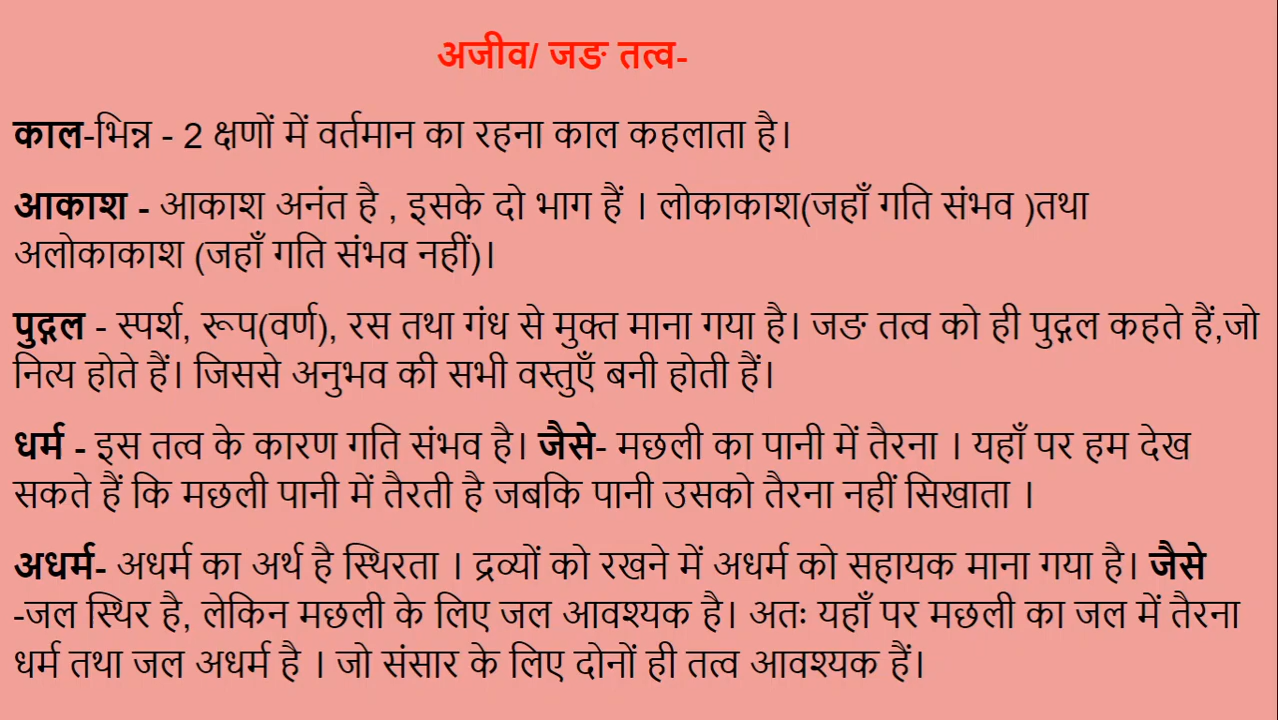 अजीव/ जङ तत्व-
काल-भिन्न - 2 क्षणों में वर्तमान का रहना काल कहलाता है।
आकाश - आकाश अनंत है , इसके दो भाग हैं । लोकाकाश(जहाँ गति संभव )तथा
अलोकाकाश (जहाँ गति संभव नहीं)।
पुद्गल - स्पर्श, रूप(वर्ण), रस तथा गंध से मुक्त माना गया है। जङ तत्व को ही पुद्गल कहते हैं,जो
नित्य होते हैं। जिससे अनुभव की सभी वस्तुएँ बनी होती हैं।
धर्म - इस तत्व के कारण गति संभव है। जैसे- मछली का पानी में तैरना । यहाँ पर हम देख
सकते हैं कि मछली पानी में तैरती है जबकि पानी उसको तैरना नहीं सिखाता ।
अधर्म- अधर्म का अर्थ है स्थिरता । द्रव्यों को रखने में अधर्म को सहायक माना गया है। जैसे
-जल स्थिर है, लेकिन मछली के लिए जल आवश्यक है। अतः यहाँ पर मछली का जल में तैरना
धर्म तथा जल अधर्म है । जो संसार के लिए दोनों ही तत्व आवश्यक हैं।